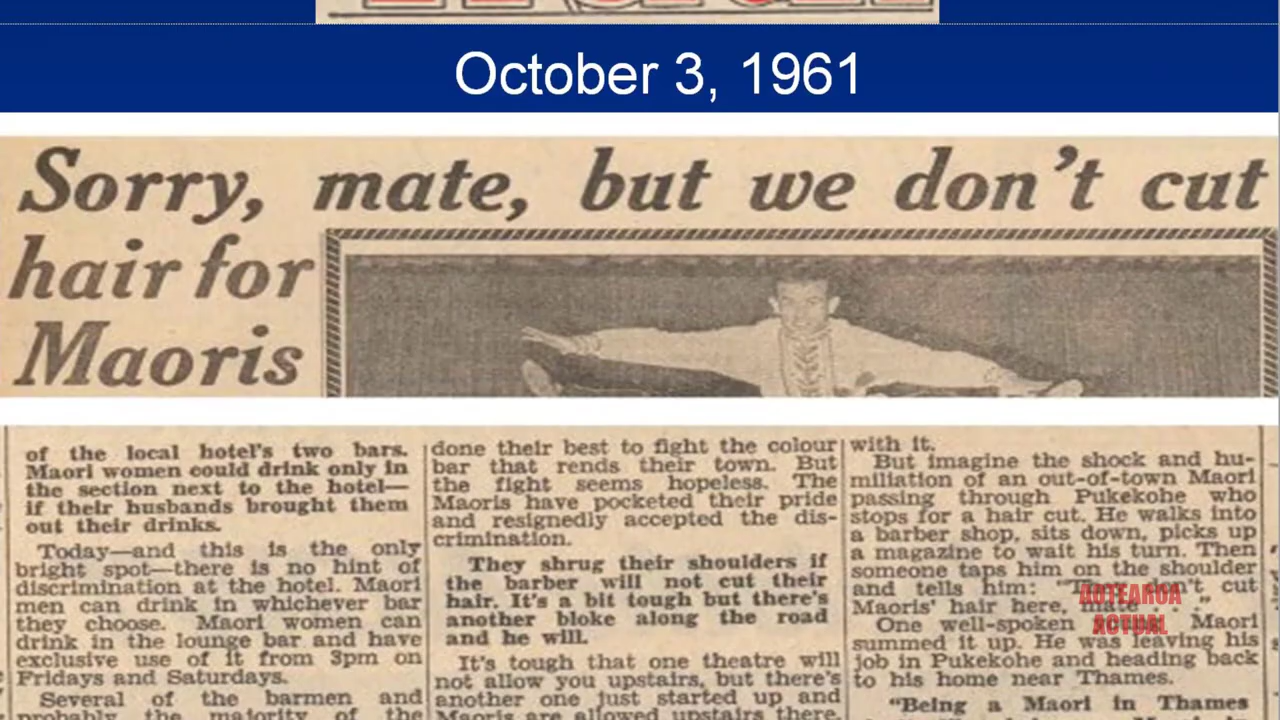 October 3, 1961
Sorry, mate, but we don't cut
hair for
Maoris
of the local hotel's two bars.
Maori women could drink only in
the section next to the hotel—
if their husbands brought them
out their drinks.
Today—and this is the only
bright spot—there is no hint of
discrimination at the hotel. Maori
men can drink in whichever bar
they choose. Maori women can
drink in the lounge bar and have
exclusive use of it from 3pm on
Fridays and Saturdays.
Several of the barmen and
probably the majority of the
done their best to fight the colour
bar that rends their town. But
the fight seems hopeless. The
Maoris have pocketed their pride
and resignedly accepted the dis-
crimination.
They shrug their shoulders if
the barber will not cut their
hair. It's a bit tough but there's
another bloke along the road
and he will.
It's tough that one theatre will
not allow you upstairs, but there's
another one just started up and
Maoris are allowed upstairs there.
with it.
But imagine the shock and hu-
miliation of an out-of-town Maori
passing through Pukekohe who
stops for a hair cut. He walks into
a barber shop, sits down, picks up
a magazine to wait his turn. Then
someone taps him on the shoulder
and tells him: cut
Maoris' hair here, mate . . ."
One well-spoken Maori
summed it up. He was leaving his
job in Pukekohe and heading back
to his home near Thames.
"Being a Maori in Thames
AOTEAROA
ACTUAL